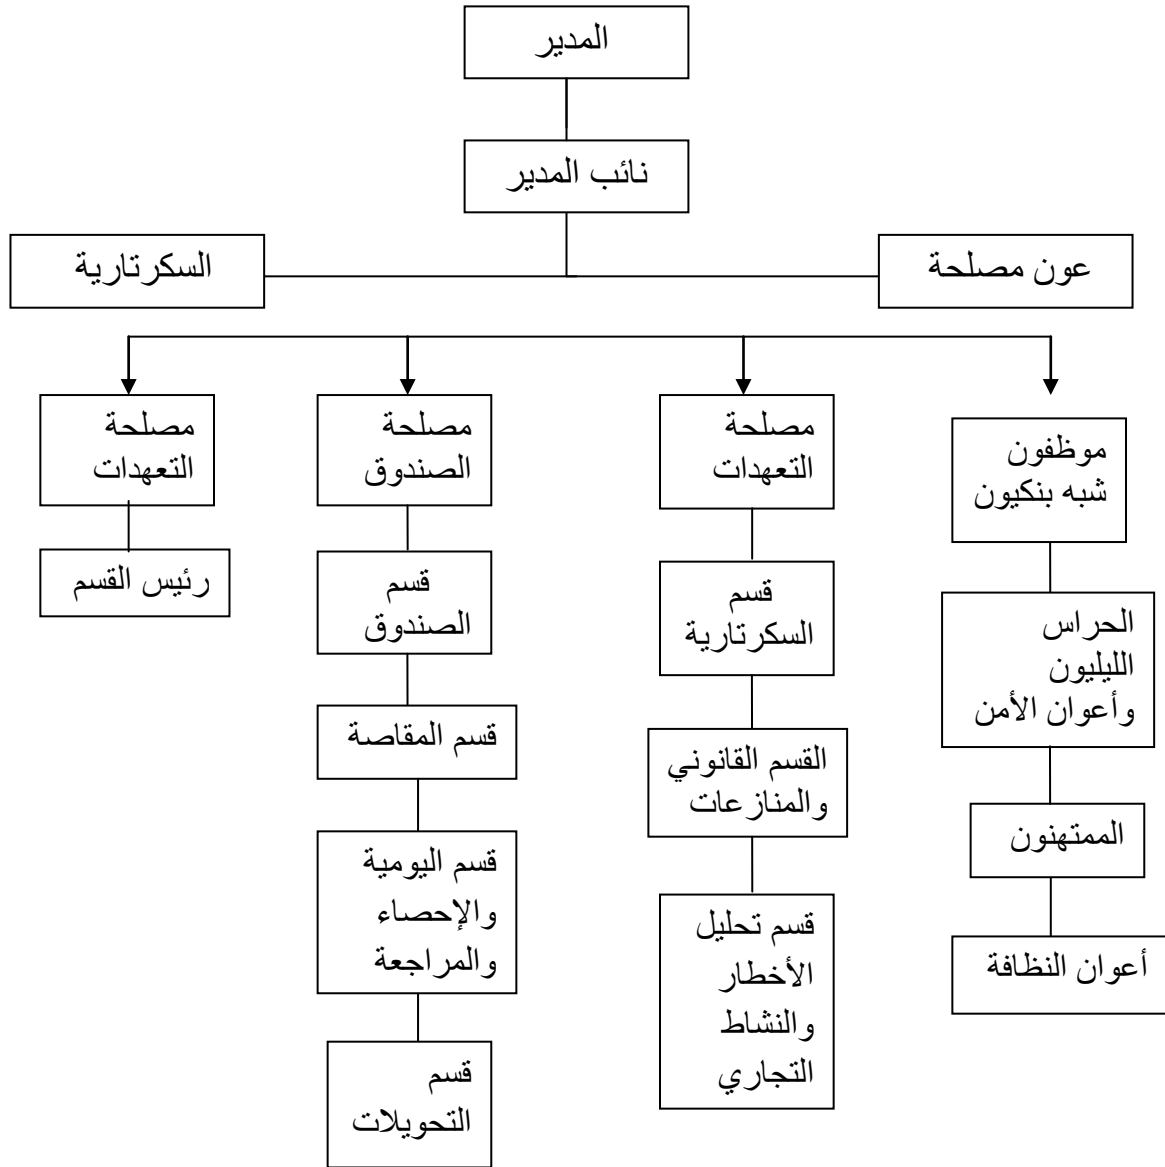 المدير
نائب المدير
عون مصلحة
السكرتارية
موظفون
شبه بنكيون
الحراس
الليليون
وأعوان الأمن
الممتهنون
أعوان النظافة
مصلحة
التعهدات
قسم
السكرتارية
القسم القانوني
والمنازعات
قسم تحليل
الأخطار
والنشاط
التجاري
مصلحة
الصندوق
قسم
الصندوق
قسم المقاصة
قسم اليومية
والإحصاء
والمراجعة
قسم
التحويلات
مصلحة
التعهدات
رئيس القسم